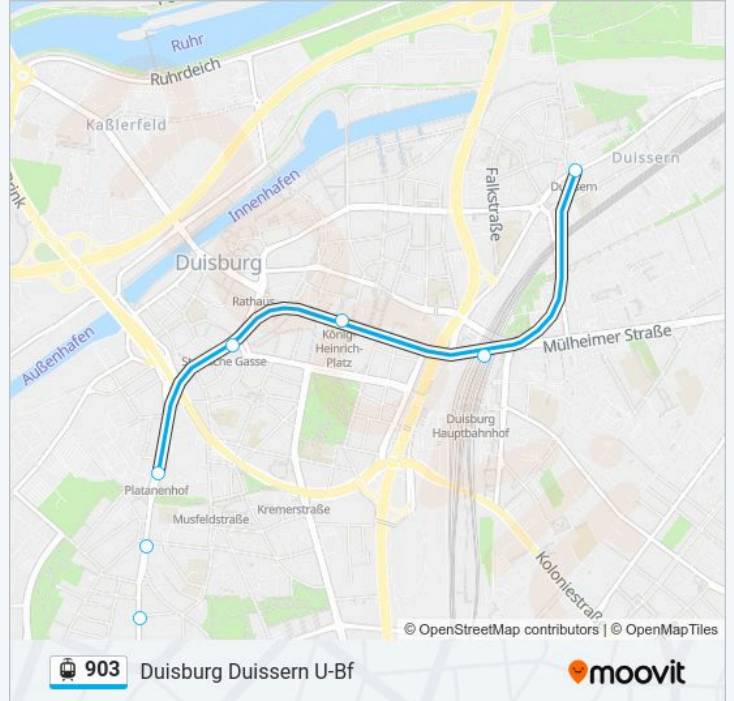 Ruhr
Ruhrdeich
Kaßlerfeld
Duissern
Falkstraße
Innenhafen
Duisburg
Rathaus
König-
Heinrich-
Platz
Mülheimer Straße
Außenhafen
Gasse
Duisburg
Hauptbahnhof
Platanenhof
Kremerstraße
Musfeldstraße
© OpenStreetMap contributors | © OpenMapTiles
903 Duisburg Duissern U-Bf
moovit